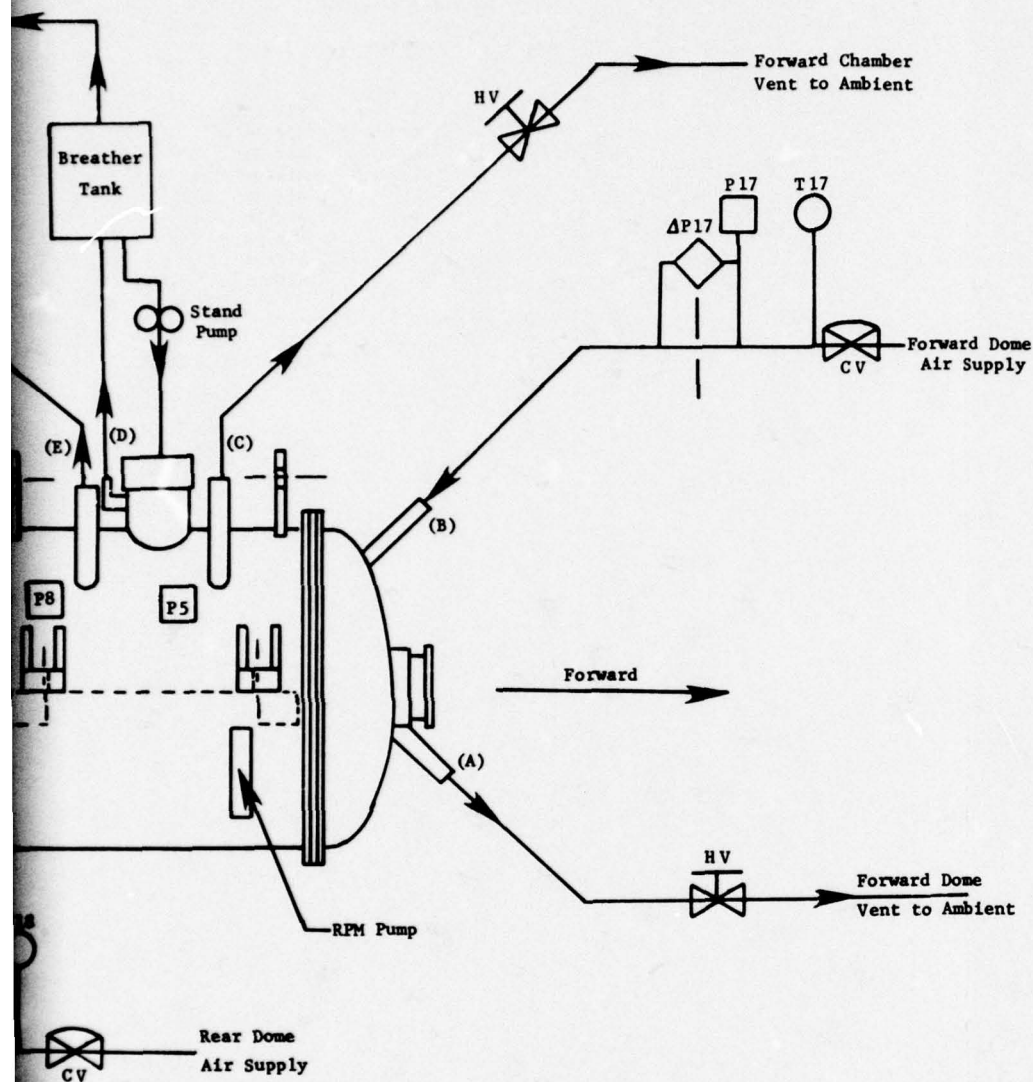 Forward Chamber
Vent to Ambient
HV
Breather
Tank
P17
T17
ΔP17
Stand
Pump
Forward Dome
Air Supply
CV
(E)
(D)
(C)
(B)
P8
P5
Forward
(A)
HV
Forward Dome
Vent to Ambient
RPM Pump
Rear Dome
Air Supply
CV